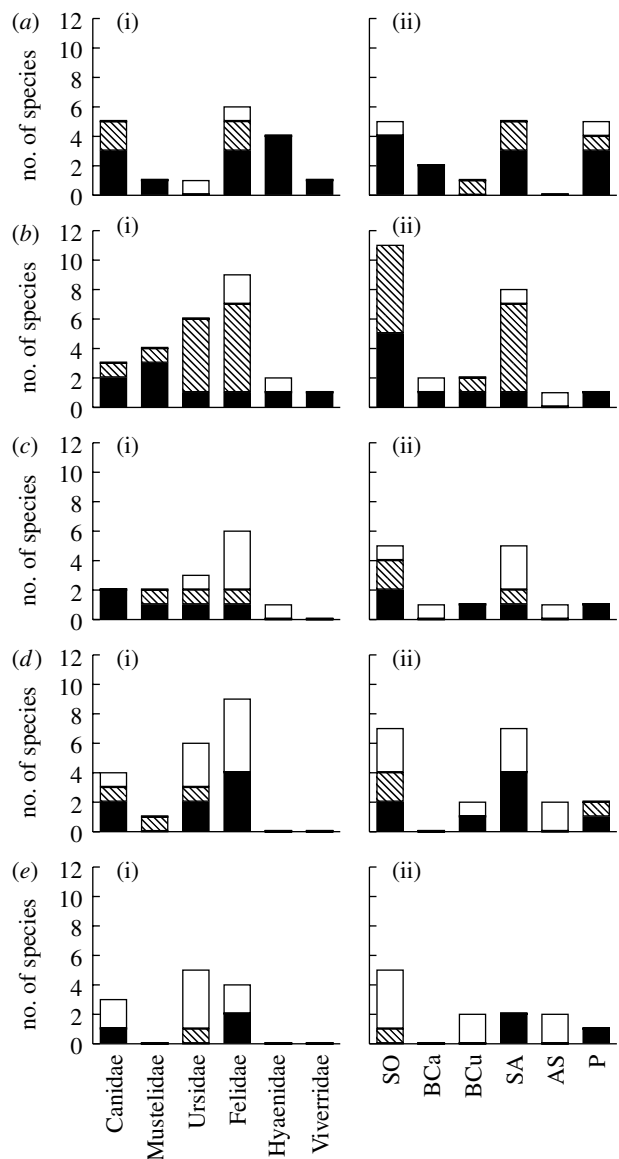 (a)
(i)
(ii)
no. of species
12
10
8
6
4
2
0
(b)
(i)
(ii)
no. of species
12
10
8
6
4
2
0
(c)
(i)
(ii)
no. of species
12
10
8
6
4
2
0
(d)
(i)
(ii)
no. of species
12
10
8
6
4
2
0
(e)
(i)
(ii)
no. of species
12
10
8
6
4
2
0
Canidae
Mustelidae
Ursidae
Felidae
Hyaenidae
Viverridae
SO
BCa
BCu
SA
AS
P